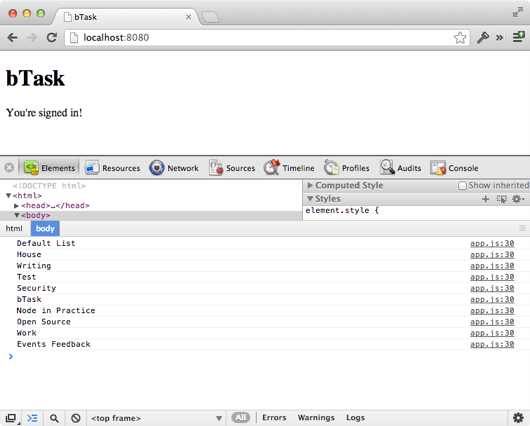 bTask
localhost:8080
bTask
You're signed in!
Elements Resources Network Sources Timeline Profiles Audits Console
<!DOCTYPE html>
▼<html>
▶<head>…</head>
▼<body>
▶ Computed Style Show inherited
▼ Styles
element.style {
html body
Default List app.js:30
House app.js:30
Writing app.js:30
Test app.js:30
Security app.js:30
bTask app.js:30
Node in Practice app.js:30
Open Source app.js:30
Work app.js:30
Events Feedback app.js:30
<top frame> All Errors Warnings Logs